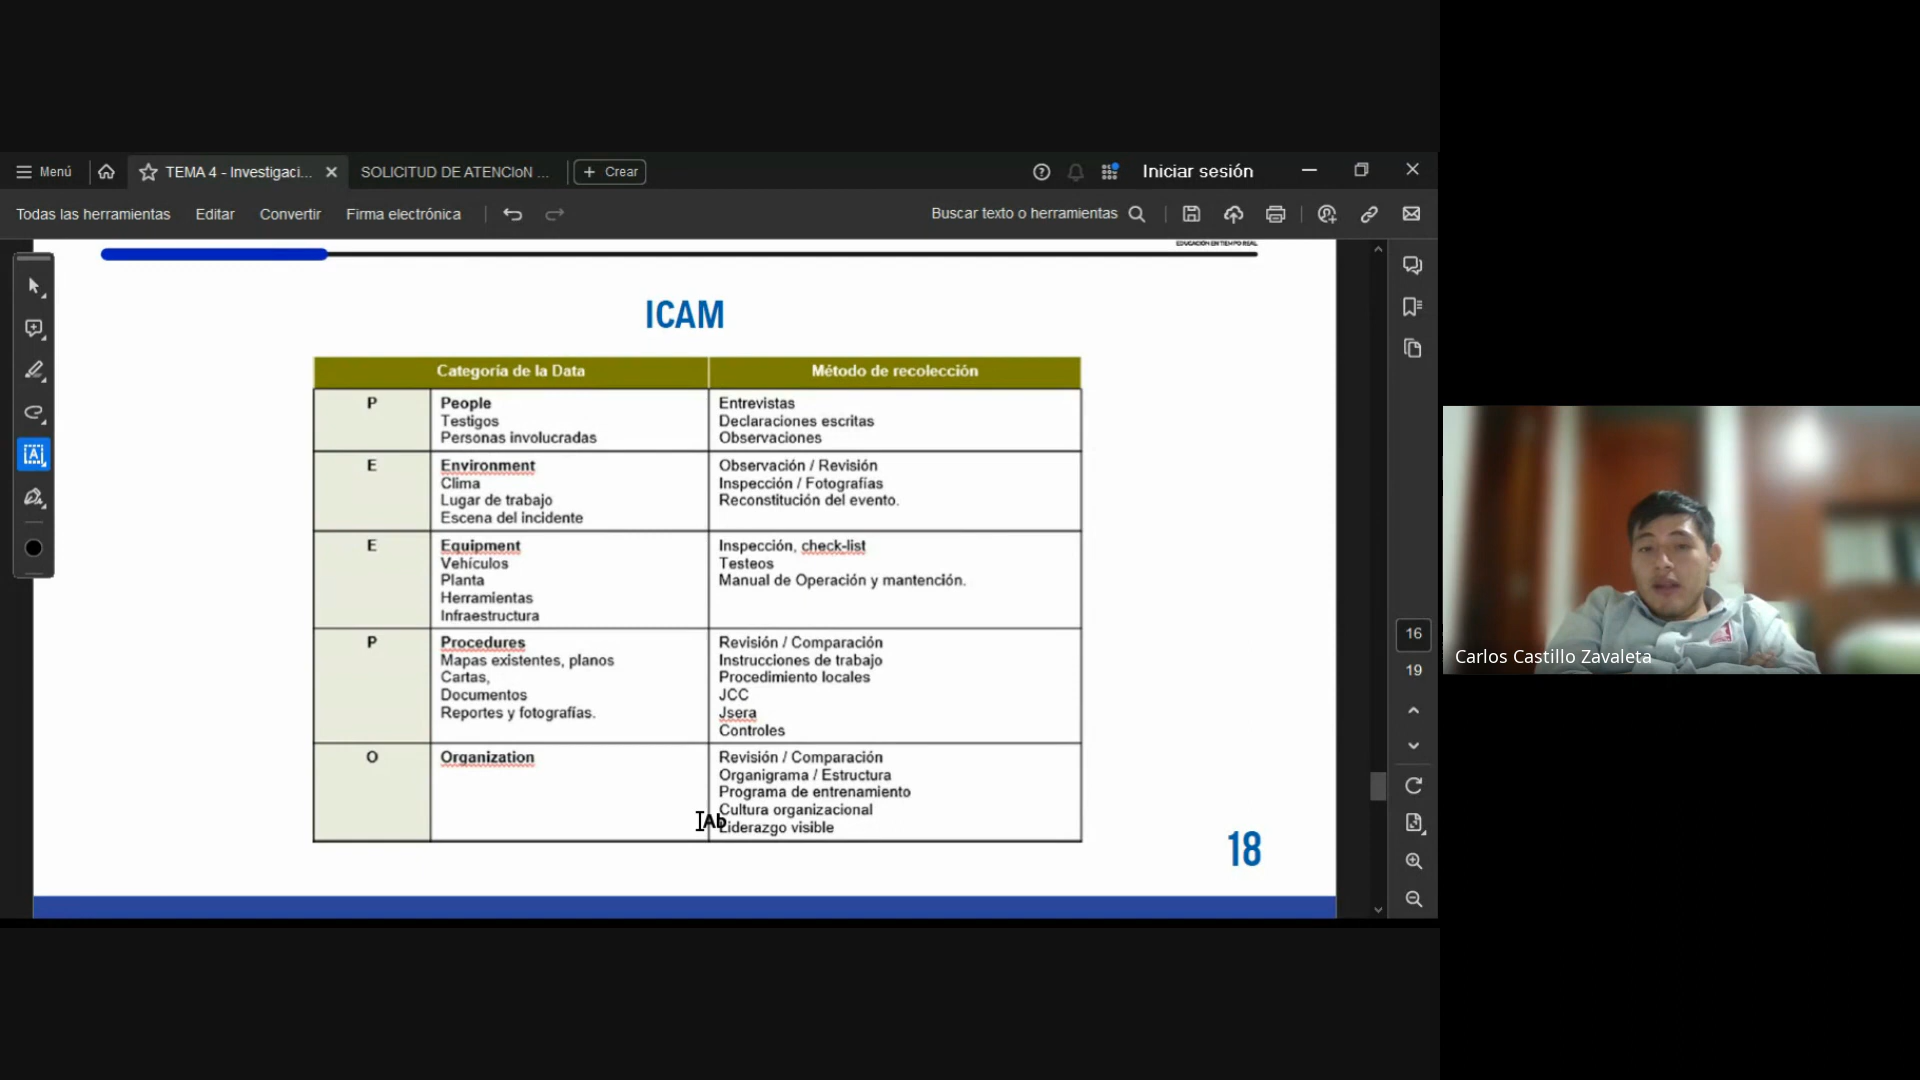 Menú
TEMA 4 - Investigaci...
SOLICITUD DE ATENCIoN ...
Crear
Iniciar sesión
Todas las herramientas
Editar
Convertir
Firma electrónica
Buscar texto o herramientas
EDUCACIÓN EN TIEMPO REAL
ICAM
Categoría de la Data
Método de recolección
P
People
Testigos
Personas involucradas
Entrevistas
Declaraciones escritas
Observaciones
E
Environment
Clima
Lugar de trabajo
Escena del incidente
Observación / Revisión
Inspección / Fotografías
Reconstitución del evento.
E
Equipment
Vehículos
Planta
Herramientas
Infraestructura
Inspección, check-list
Testeos
Manual de Operación y mantención.
P
Procedures
Mapas existentes, planos
Cartas,
Documentos
Reportes y fotografías.
Revisión / Comparación
Instrucciones de trabajo
Procedimiento locales
JCC
Jsera
Controles
O
Organization
Revisión / Comparación
Organigrama / Estructura
Programa de entrenamiento
Cultura organizacional
Liderazgo visible
Ab
18
16
19
Carlos Castillo Zavaleta